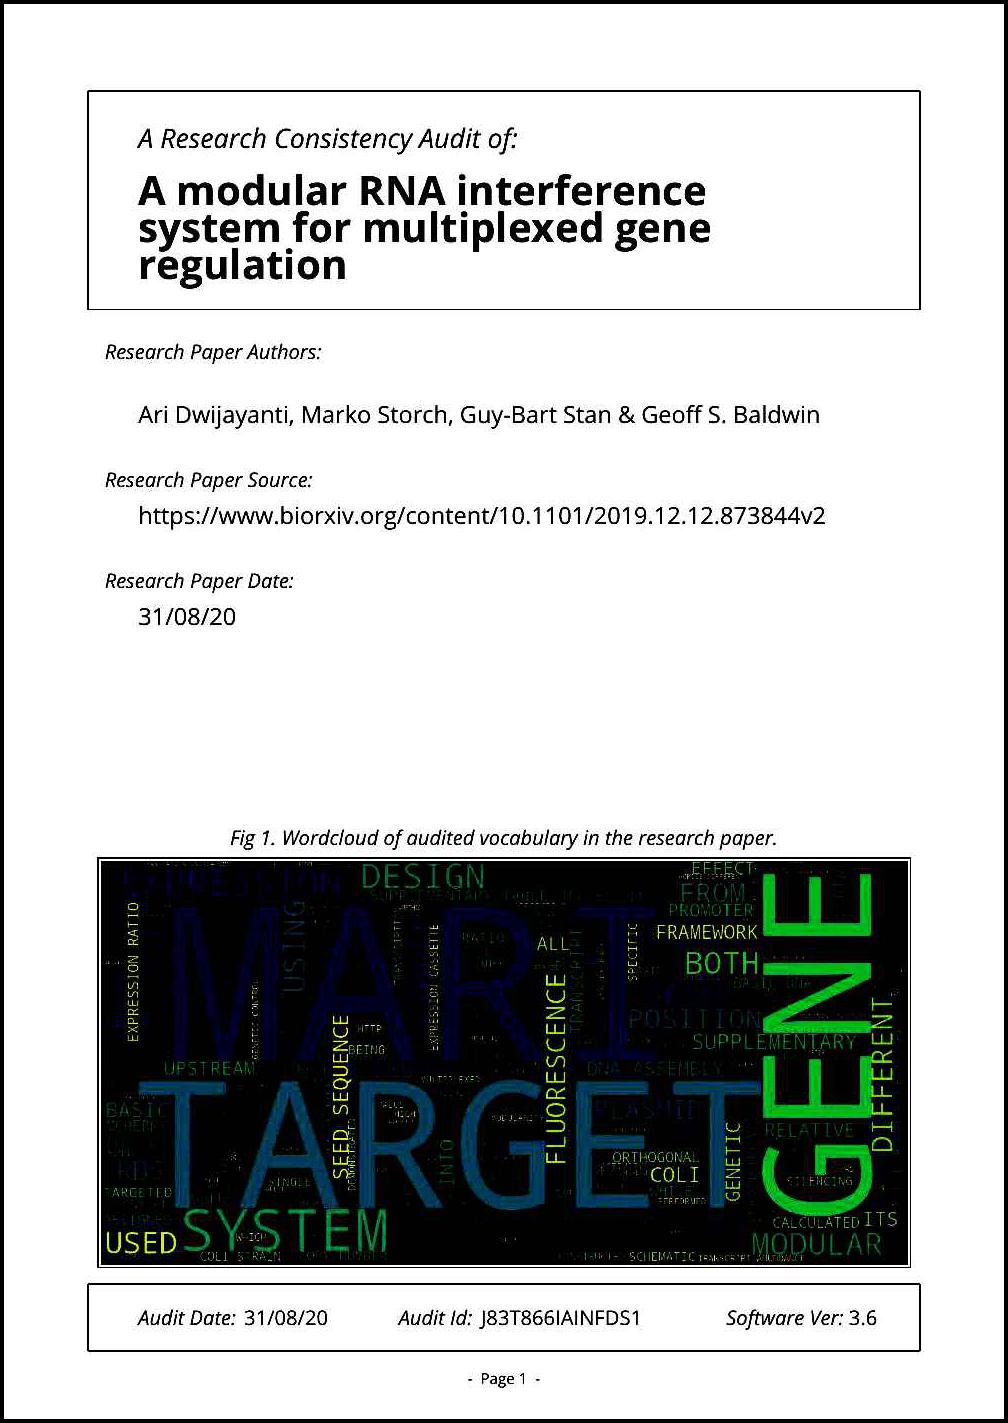 A Research Consistency Audit of:
A modular RNA interference
system for multiplexed gene
regulation
Research Paper Authors:
Ari Dwijayanti, Marko Storch, Guy-Bart Stan & Geoff S. Baldwin
Research Paper Source:
https://www.biorxiv.org/content/10.1101/2019.12.12.873844v2
Research Paper Date:
31/08/20
Fig 1. Wordcloud of audited vocabulary in the research paper.
EXPRESSION
DESIGN
EFFECT
FROM
PROMOTER
FRAMEWORK
BOTH
GENE
MARI
USING
EXPRESSION RATIO
EXPRESSION CASSETTE
RATIO
ALL
TRANSCRIPT
SPECIFIC
POSITION
SUPPLEMENTARY
DIFFERENT
HTTP
BEING
SEED SEQUENCE
FLUORESCENCE
UPSTREAM
DNA ASSEMBLY
TARGET
BASIC
PLASMID
RELATIVE
GENETIC
INTO
ORTHOGONAL
COLI
PERFORMED
SILENCING
SINGLE
TARGETED
SYSTEM
WHICH
USED
COLI STRAIN
SCHEMATIC
CALCULATED
ITS
MODULAR
Audit Date: 31/08/20
Audit Id: J83T866IAINFDS1
Software Ver: 3.6
- Page 1 -